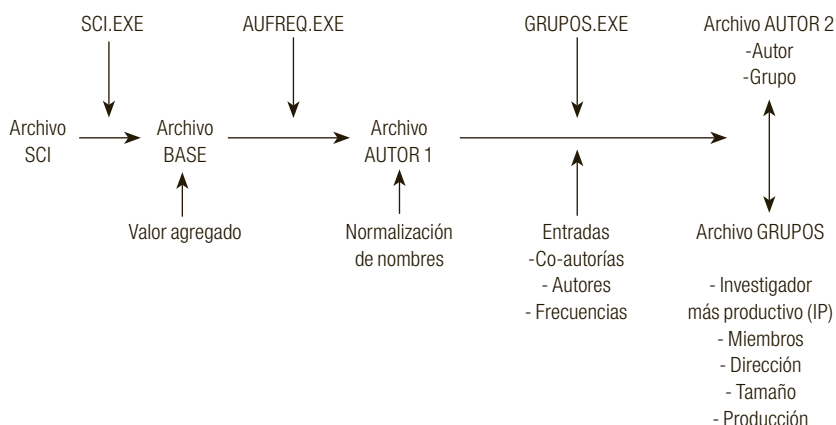 SCI.EXE
AUFREQ.EXE
GRUPOS.EXE
Archivo AUTOR 2
-Autor
-Grupo
Archivo
SCI
Archivo
BASE
Archivo
AUTOR 1
Valor agregado
Normalización
de nombres
Entradas
-Co-autorías
- Autores
- Frecuencias
Archivo GRUPOS
- Investigador
más productivo (IP)
- Miembros
- Dirección
- Tamaño
- Producción